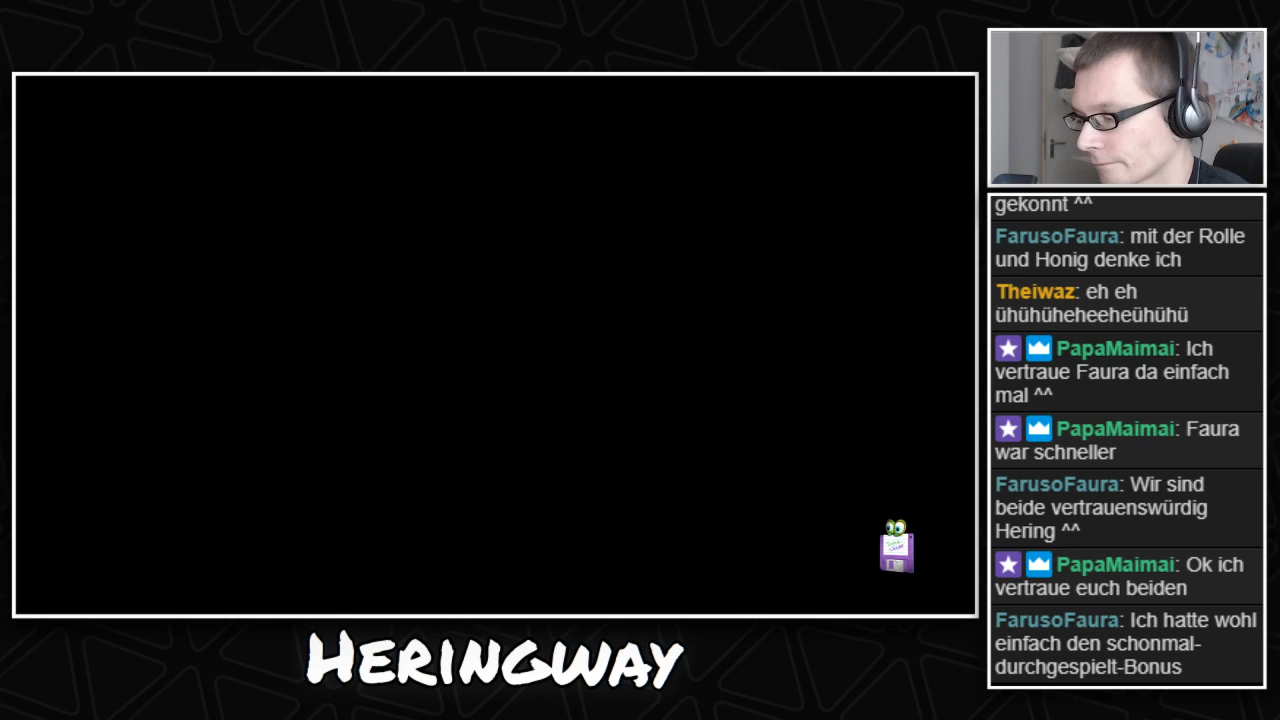 gekonnt ^^
FarusoFaura: mit der Rolle
und Honig denke ich
Theiwaz: eh eh
ühühüheheeheühühü
PapaMaimai: Ich
vertraue Faura da einfach
mal ^^
PapaMaimai: Faura
war schneller
FarusoFaura: Wir sind
beide vertrauenswürdig
Hering ^^
PapaMaimai: Ok ich
vertraue euch beiden
FarusoFaura: Ich hatte wohl
einfach den schonmal-
durchgespielt-Bonus
Heringway